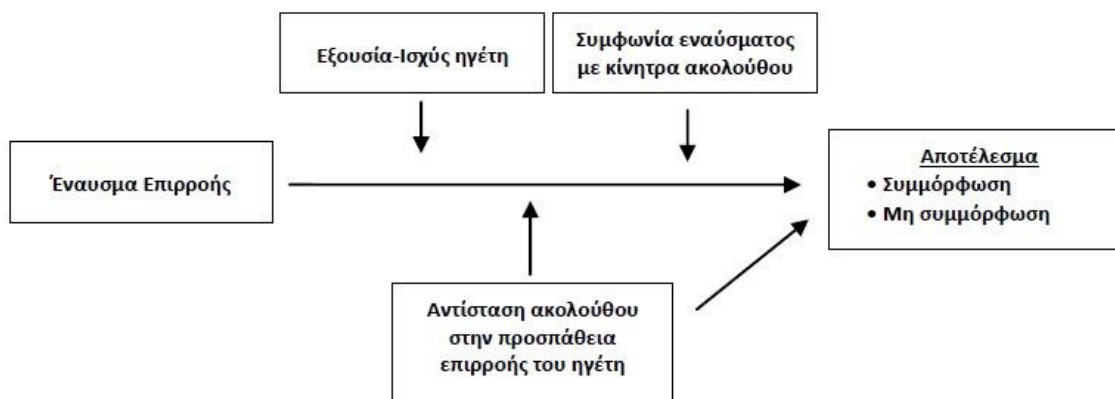 Εξουσία-Ισχύς ηγέτη
Συμφωνία εναύσματος
με κίνητρα ακολούθου
Έναυσμα Επιρροής
Αποτέλεσμα
• Συμμόρφωση
• Μη συμμόρφωση
Αντίσταση ακολούθου
στην προσπάθεια
επιρροής του ηγέτη